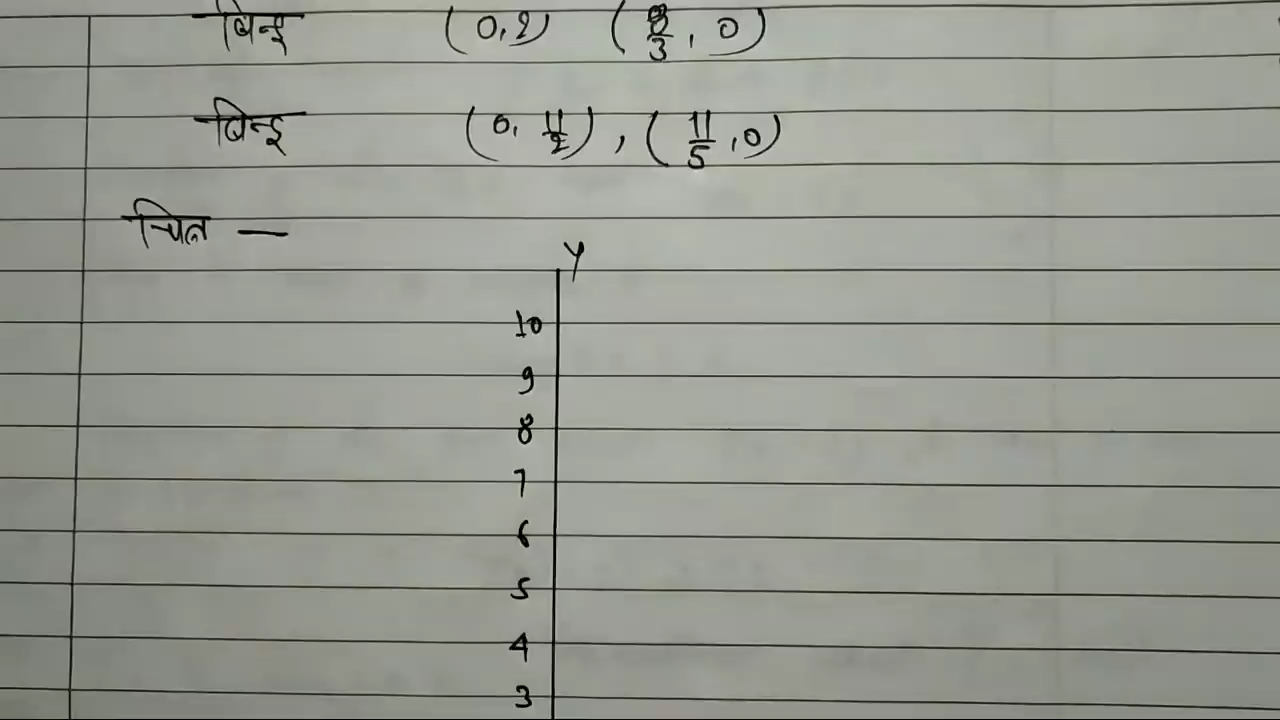 बिन्दु (0, 2) (8/3, 0)
बिन्दु (0, 11/2), (11/5, 0)
चित्र —
Y
10
9
8
7
6
5
4
3